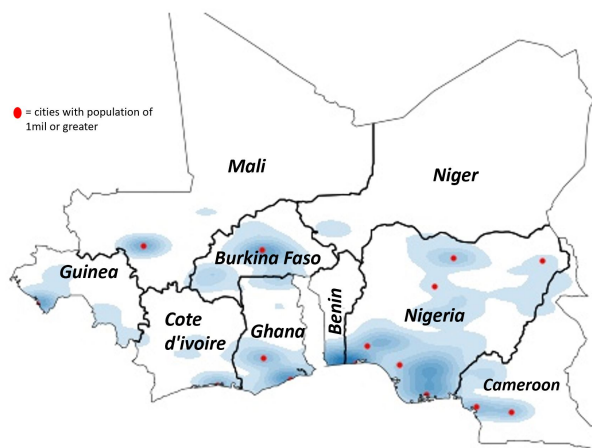 = cities with population of
1mil or greater
Mali
Niger
Burkina Faso
Guinea
Benin
Cote
d'ivoire
Ghana
Nigeria
Cameroon